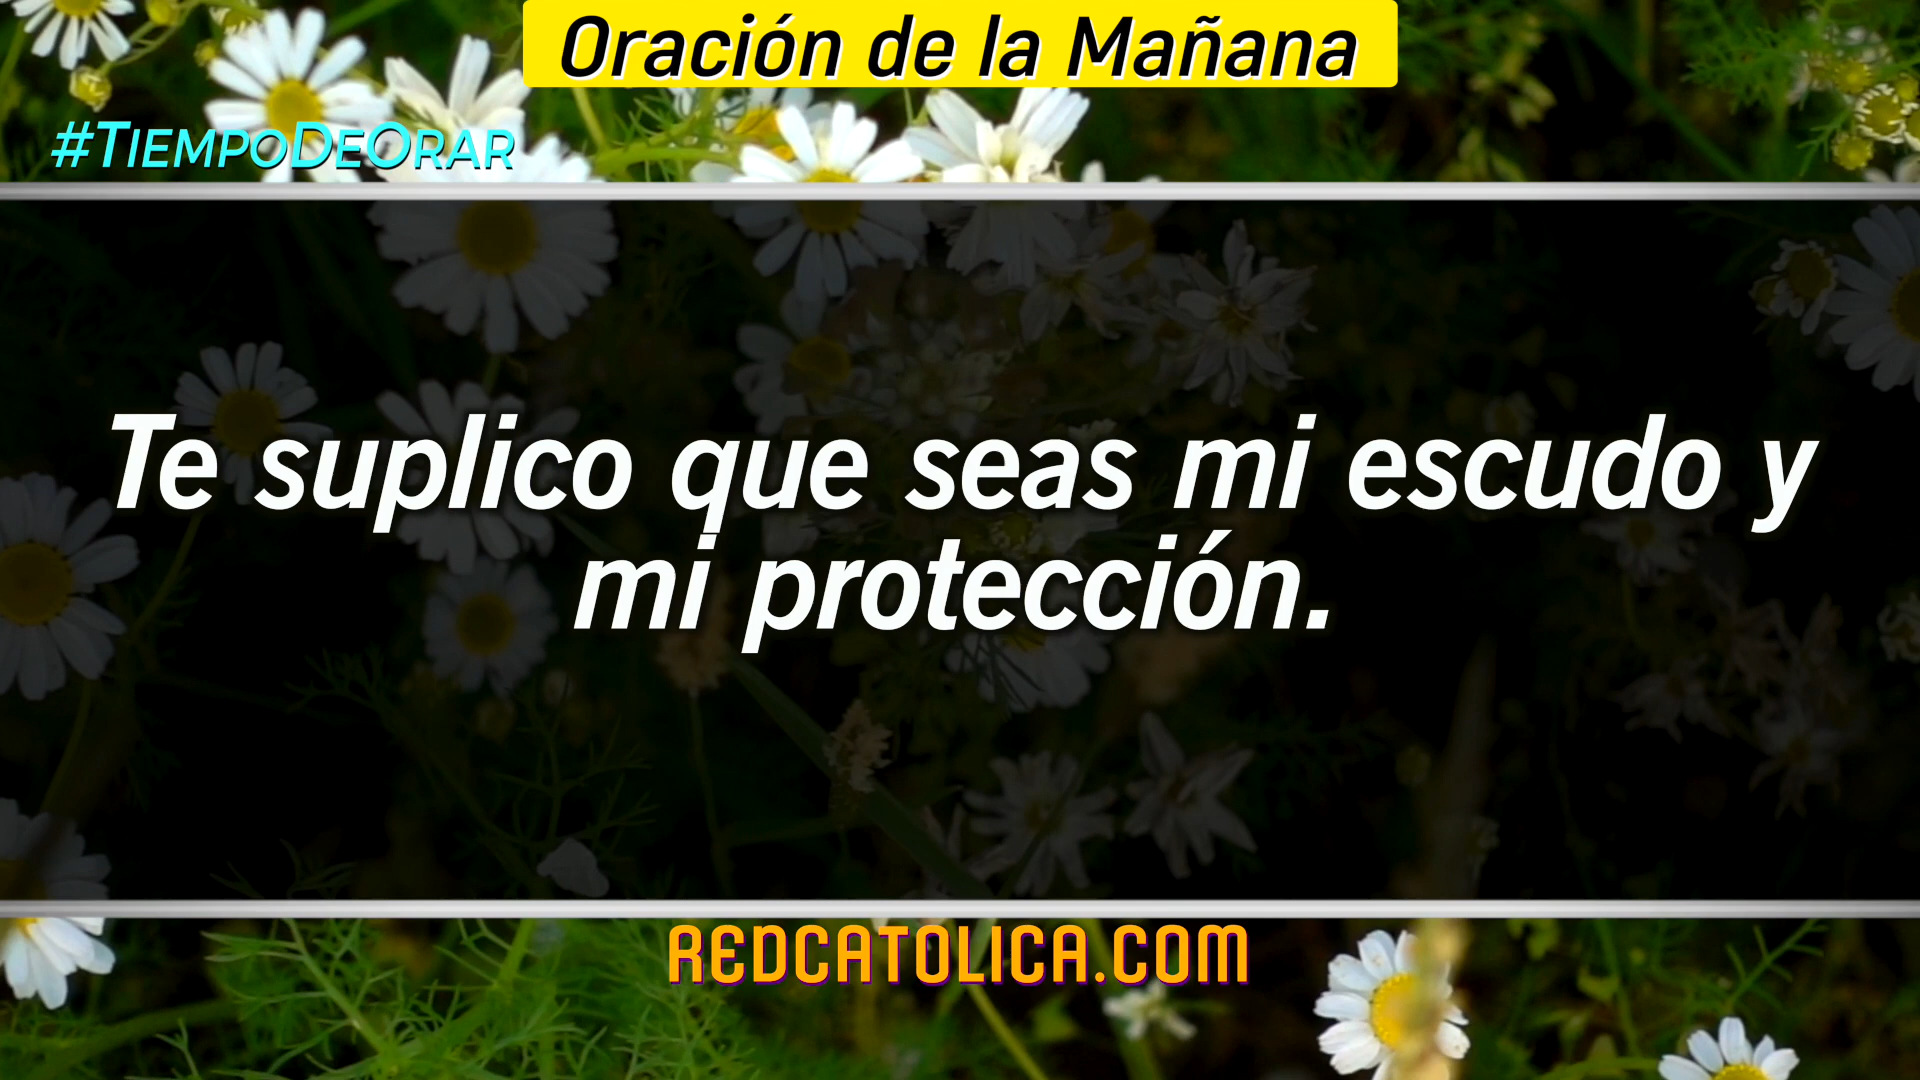 Oración de la Mañana
#TiempoDeOrar
Te suplico que seas mi escudo y
mi protección.
REDCATOLICA.COM